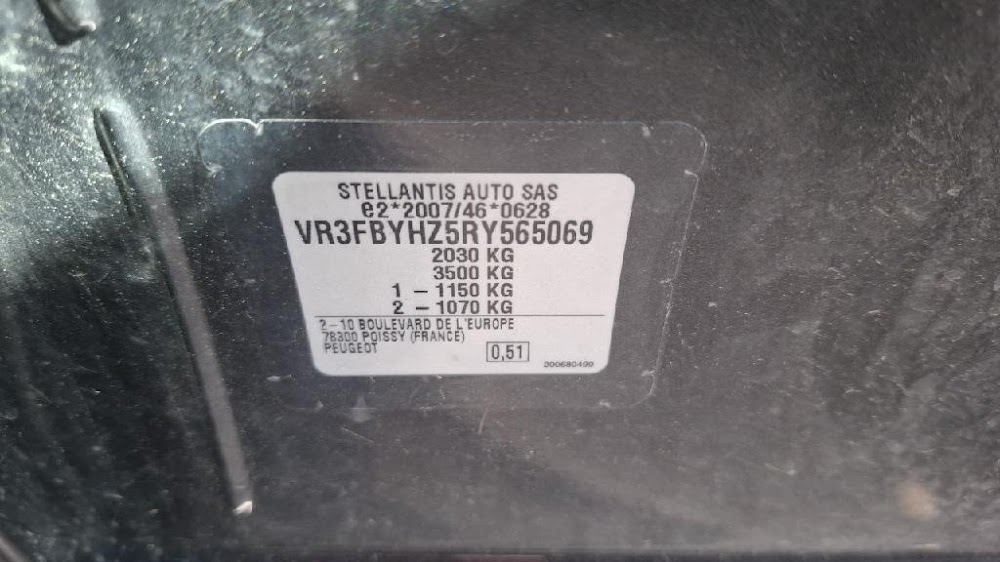 STELLANTIS AUTO SAS
e2*2007/46*0628
VR3FBYHZ5RY565069
2030 KG
3500 KG
1 - 1150 KG
2 - 1070 KG
2-10 BOULEVARD DE L'EUROPE
78300 POISSY (FRANCE)
PEUGEOT
0,51
200680499